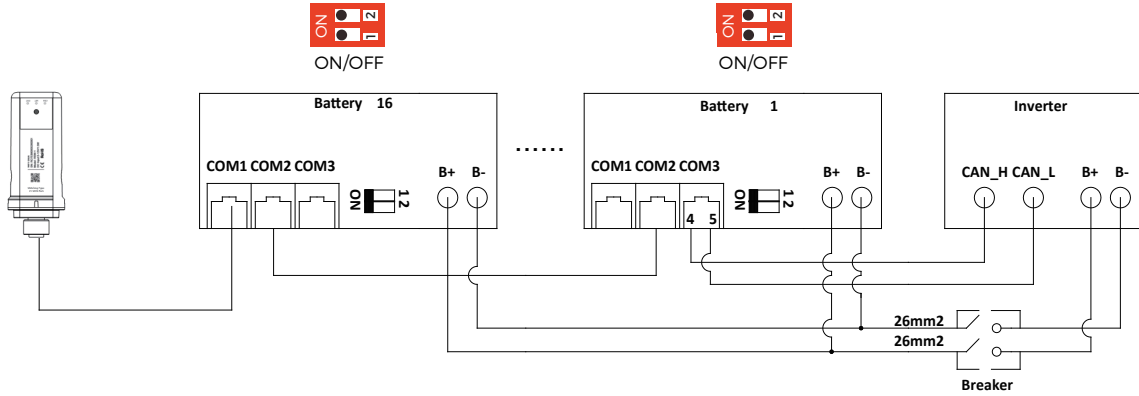 ON 1 2
ON/OFF
ON 1 2
ON/OFF
Battery 16
Battery 1
Inverter
......
COM1 COM2 COM3
B+ B-
ON
1 2
COM1 COM2 COM3
4 5
B+ B-
ON
1 2
CAN_H CAN_L
B+ B-
26mm2
26mm2
Breaker